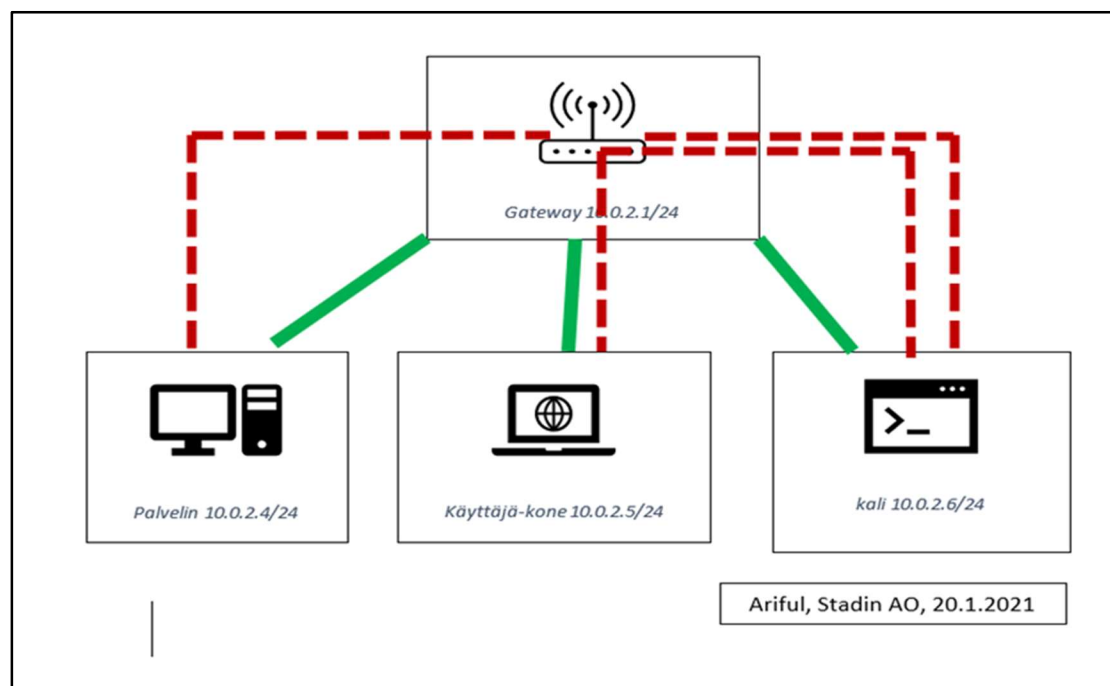 Gateway 10.0.2.1/24
Palvelin 10.0.2.4/24
Käyttäjä-kone 10.0.2.5/24
kali 10.0.2.6/24
Ariful, Stadin AO, 20.1.2021